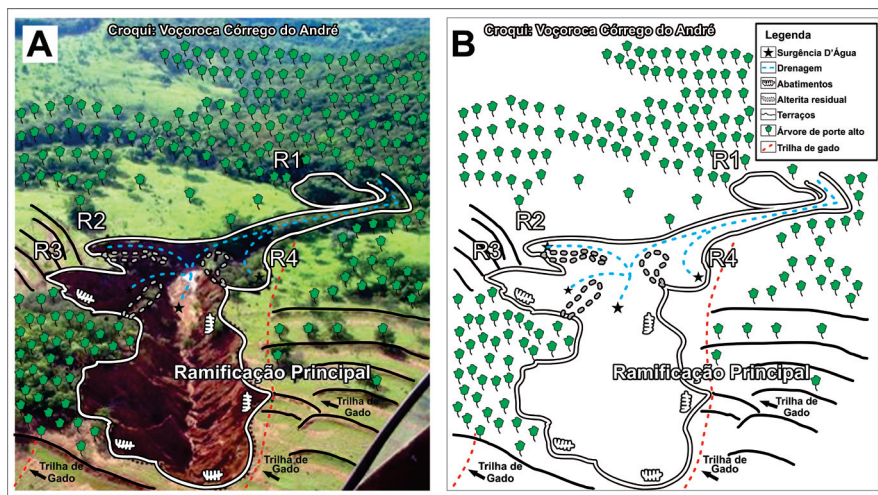 A
Croqui: Voçoroca Córrego do André
R1
R2
R3
R4
Ramificação Principal
Trilha de
Gado
Trilha de
Gado
Trilha de
Gado
B
Croqui: Voçoroca Córrego do André
Legenda
Surgência D'Água
Drenagem
Abatimentos
Alterita residual
Terraços
Árvore de porte alto
Trilha de gado
R1
R2
R3
R4
Ramificação Principal
Trilha de
Gado
Trilha de
Gado
Trilha de
Gado